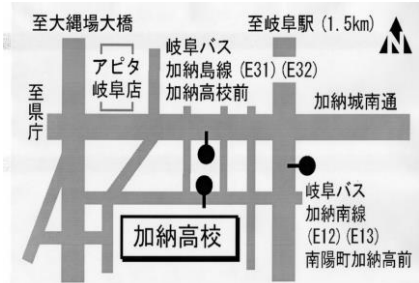 至大縄場大橋
至岐阜駅 (1.5km)
アピタ
岐阜店
岐阜バス
加納島線 (E31) (E32)
加納高校前
至県庁
加納城南通
岐阜バス
加納南線
(E12) (E13)
南陽町加納高前
加納高校
N